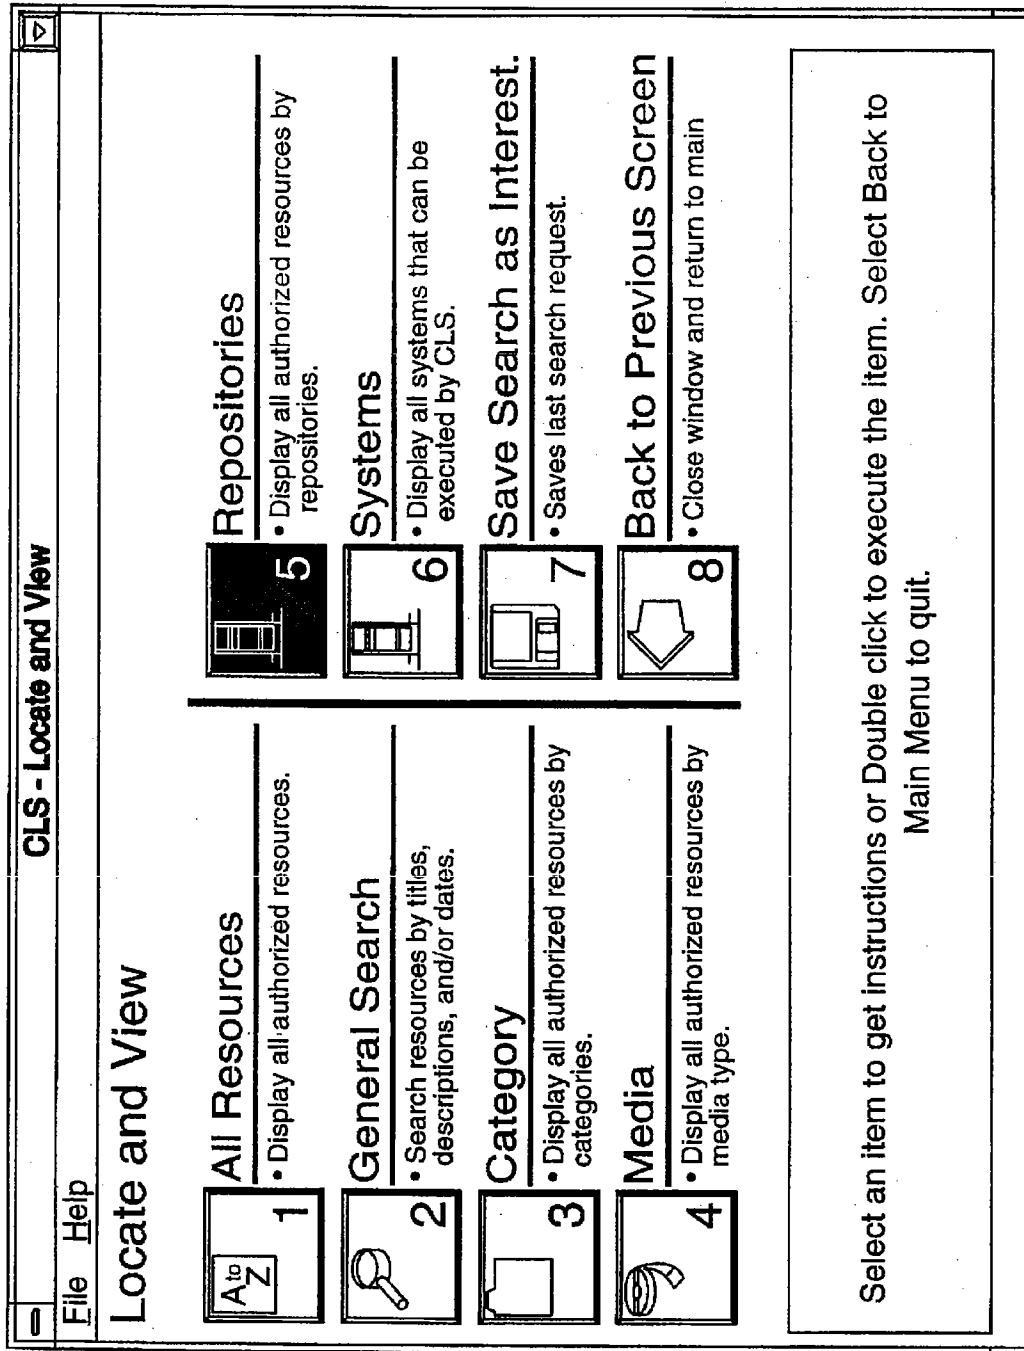 CLS - Locate and View
File Help
Locate and View
A to
Z
1
All Resources
• Display all authorized resources.
2
General Search
• Search resources by titles,
descriptions, and/or dates.
3
Category
• Display all authorized resources by
categories.
4
Media
• Display all authorized resources by
media type.
5
Repositories
• Display all authorized resources by
repositories.
6
Systems
• Display all systems that can be
executed by CLS.
7
Save Search as Interest.
• Saves last search request.
8
Back to Previous Screen
• Close window and return to main
Select an item to get instructions or Double click to execute the item. Select Back to
Main Menu to quit.